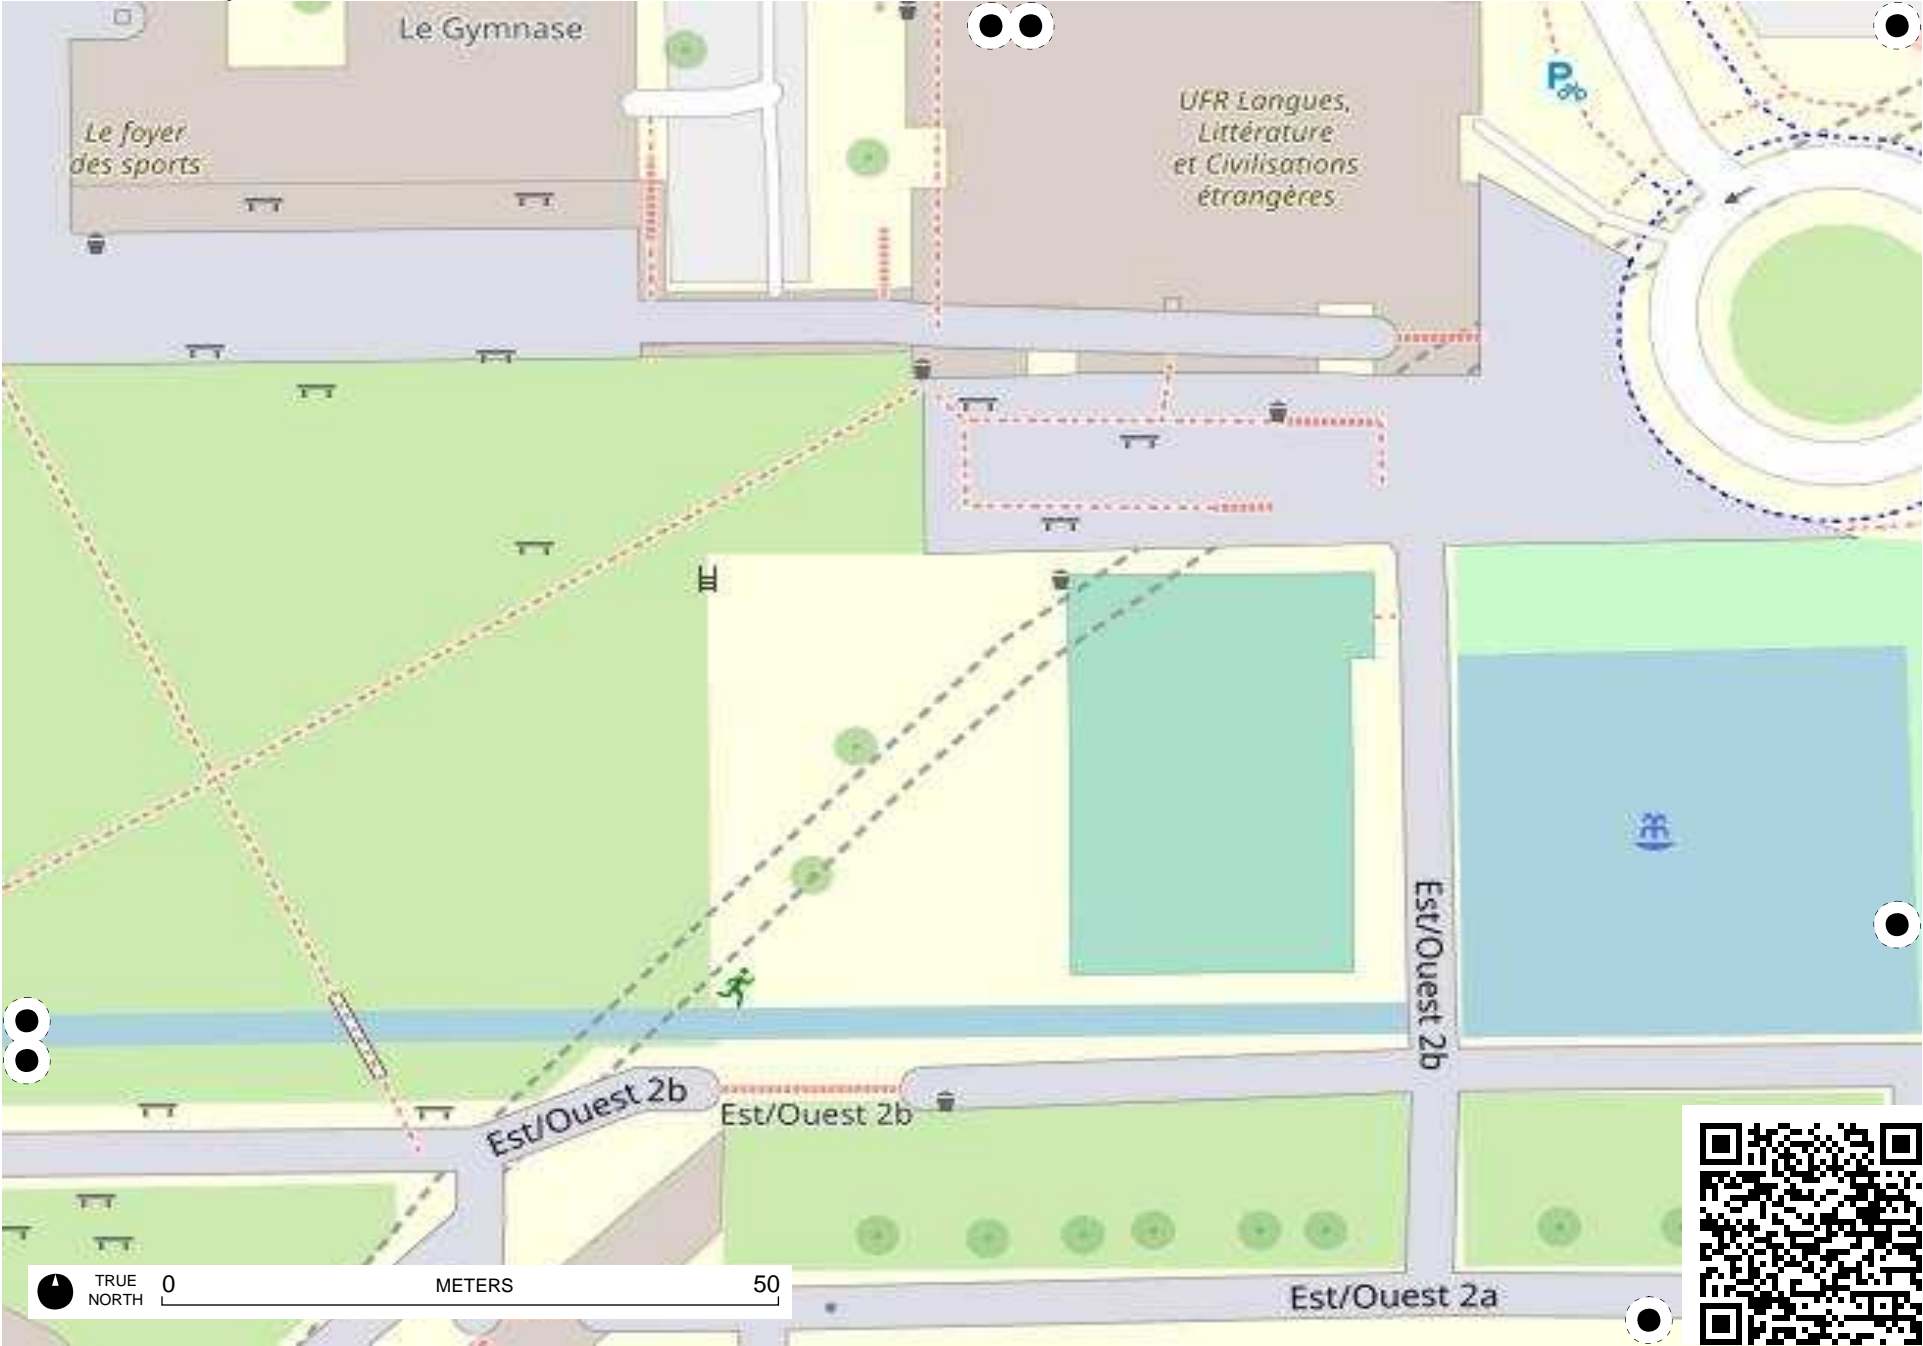 Le Gymnase
Le foyer
des sports
UFR Langues,
Littérature
et Civilisations
étrangères
P
Est/Ouest 2b
Est/Ouest 2b
Est/Ouest 2b
Est/Ouest 2a
TRUE
NORTH
0 METERS 50